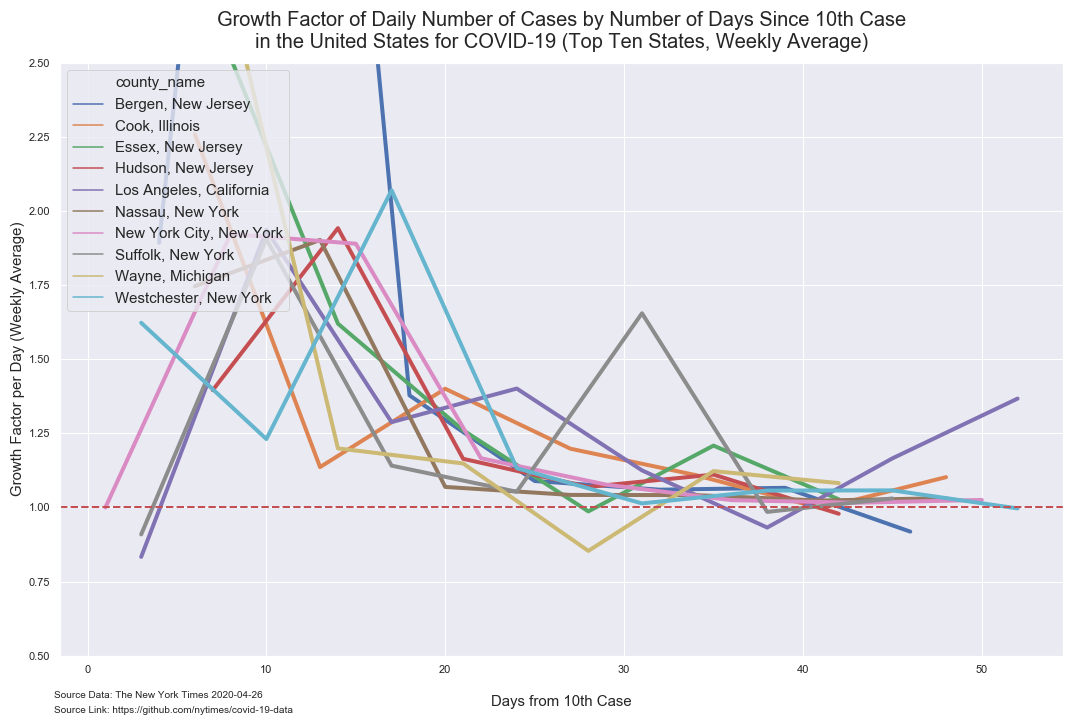 Growth Factor of Daily Number of Cases by Number of Days Since 10th Case
in the United States for COVID-19 (Top Ten States, Weekly Average)
Growth Factor per Day (Weekly Average)
2.50
2.25
2.00
1.75
1.50
1.25
1.00
0.75
0.50
county_name
Bergen, New Jersey
Cook, Illinois
Essex, New Jersey
Hudson, New Jersey
Los Angeles, California
Nassau, New York
New York City, New York
Suffolk, New York
Wayne, Michigan
Westchester, New York
0 10 20 30 40 50
Days from 10th Case
Source Data: The New York Times 2020-04-26
Source Link: https://github.com/nytimes/covid-19-data